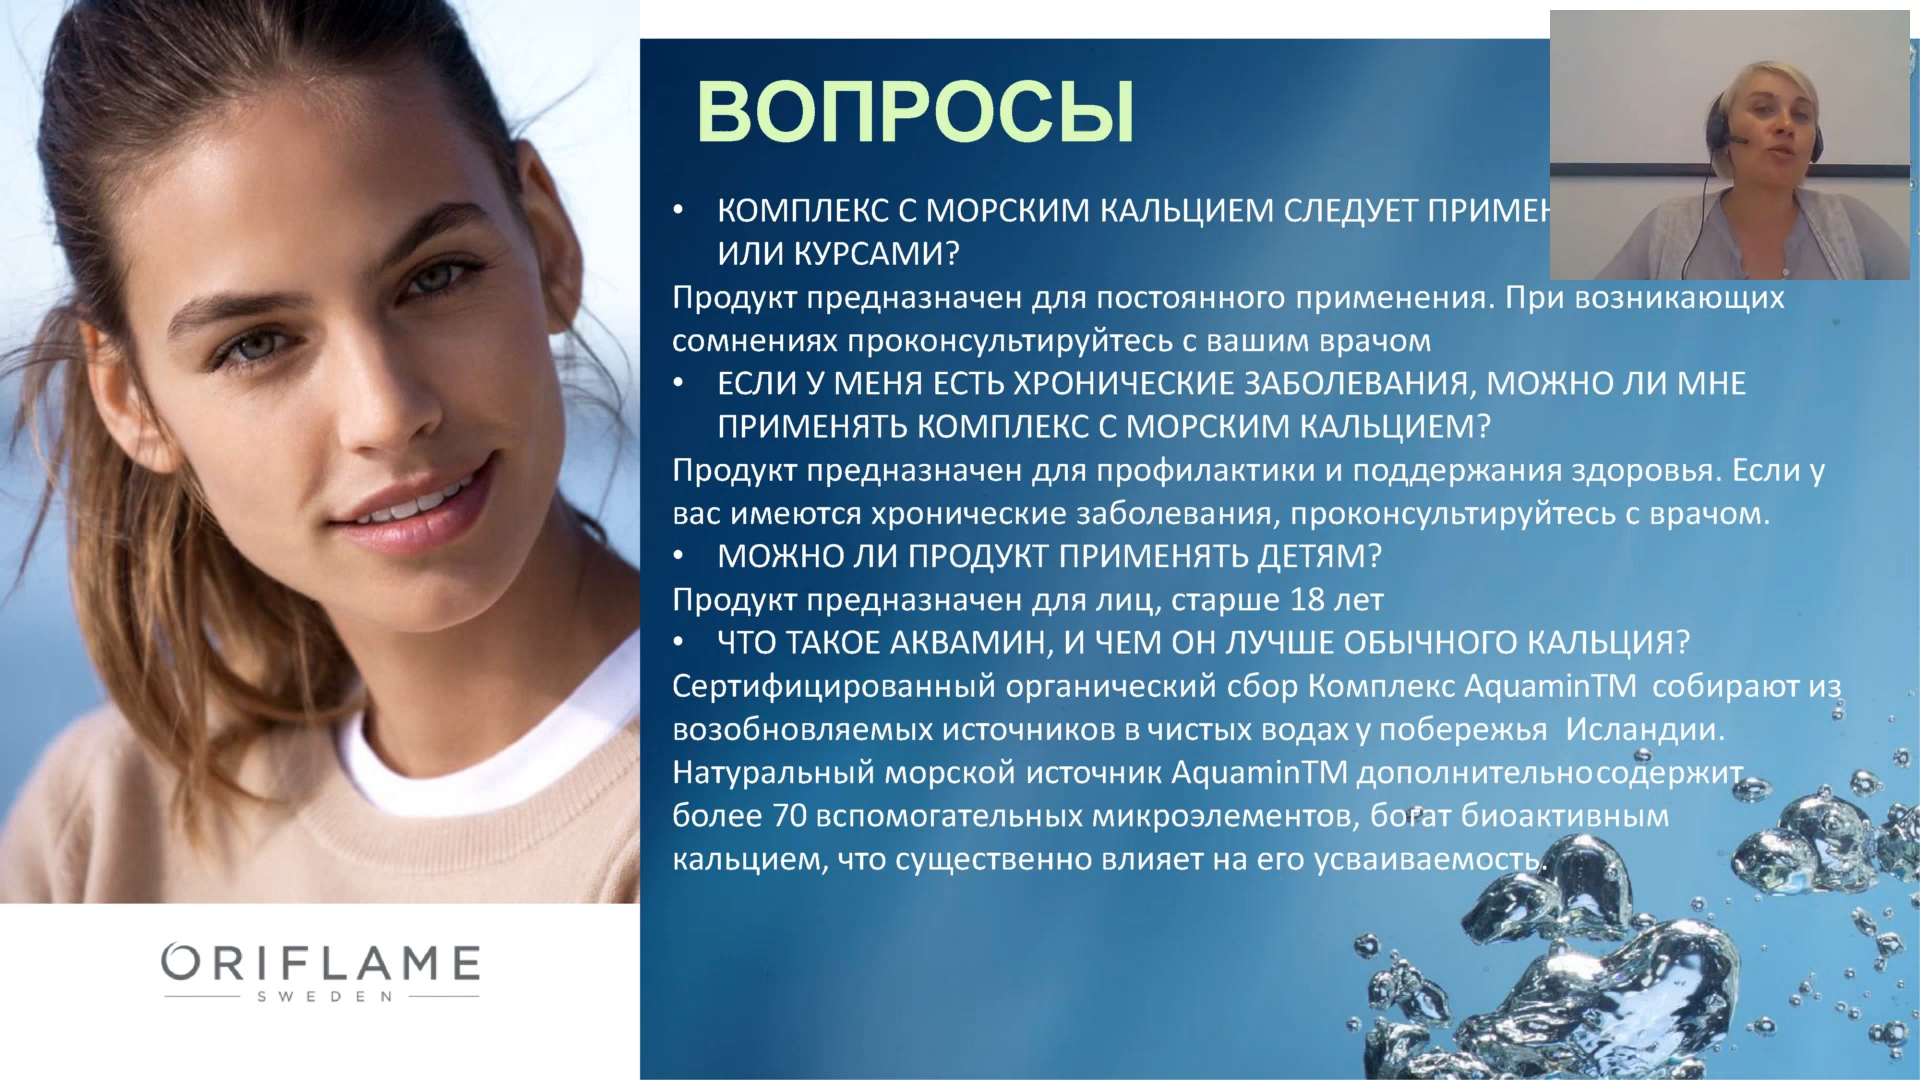 ВОПРОСЫ
• КОМПЛЕКС С МОРСКИМ КАЛЬЦИЕМ СЛЕДУЕТ
ИЛИ КУРСАМИ?
Продукт предназначен для постоянного применения. При возникающих
сомнениях проконсультируйтесь с вашим врачом
• ЕСЛИ У МЕНЯ ЕСТЬ ХРОНИЧЕСКИЕ ЗАБОЛЕВАНИЯ, МОЖНО ЛИ МНЕ
ПРИМЕНЯТЬ КОМПЛЕКС С МОРСКИМ КАЛЬЦИЕМ?
Продукт предназначен для профилактики и поддержания здоровья. Если у
вас имеются хронические заболевания, проконсультируйтесь с врачом.
• МОЖНО ЛИ ПРОДУКТ ПРИМЕНЯТЬ ДЕТЯМ?
Продукт предназначен для лиц, старше 18 лет
• ЧТО ТАКОЕ АКВАМИН, И ЧЕМ ОН ЛУЧШЕ ОБЫЧНОГО КАЛЬЦИЯ?
Сертифицированный органический сбор Комплекс AquaminTM собирают из
возобновляемых источников в чистых водах у побережья Исландии.
Натуральный морской источник AquaminTM дополнительно содержит
более 70 вспомогательных микроэлементов, богат биоактивным
кальцием, что существенно влияет на его усваиваемость.
ORIFLAME
SWEDEN